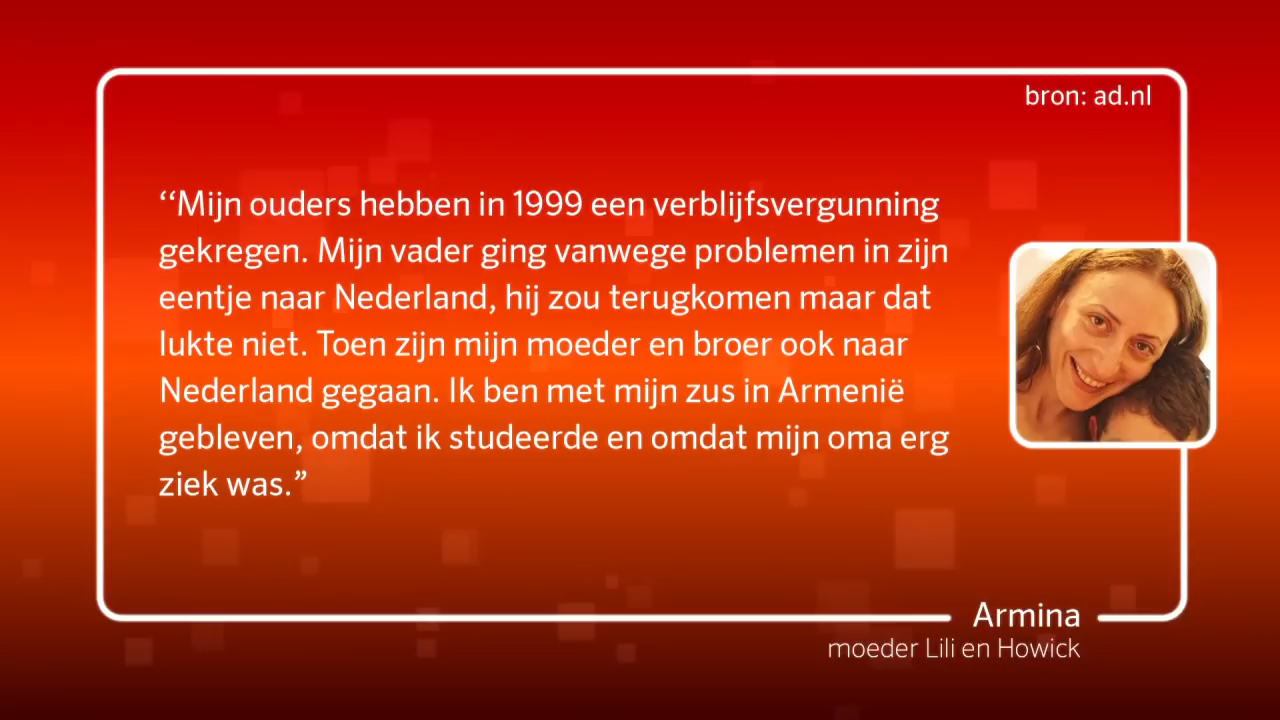 bron: ad.nl
‘‘Mijn ouders hebben in 1999 een verblijfsvergunning
gekregen. Mijn vader ging vanwege problemen in zijn
eentje naar Nederland, hij zou terugkomen maar dat
lukte niet. Toen zijn mijn moeder en broer ook naar
Nederland gegaan. Ik ben met mijn zus in Armenië
gebleven, omdat ik studeerde en omdat mijn oma erg
ziek was.”
Armina
moeder Lili en Howick